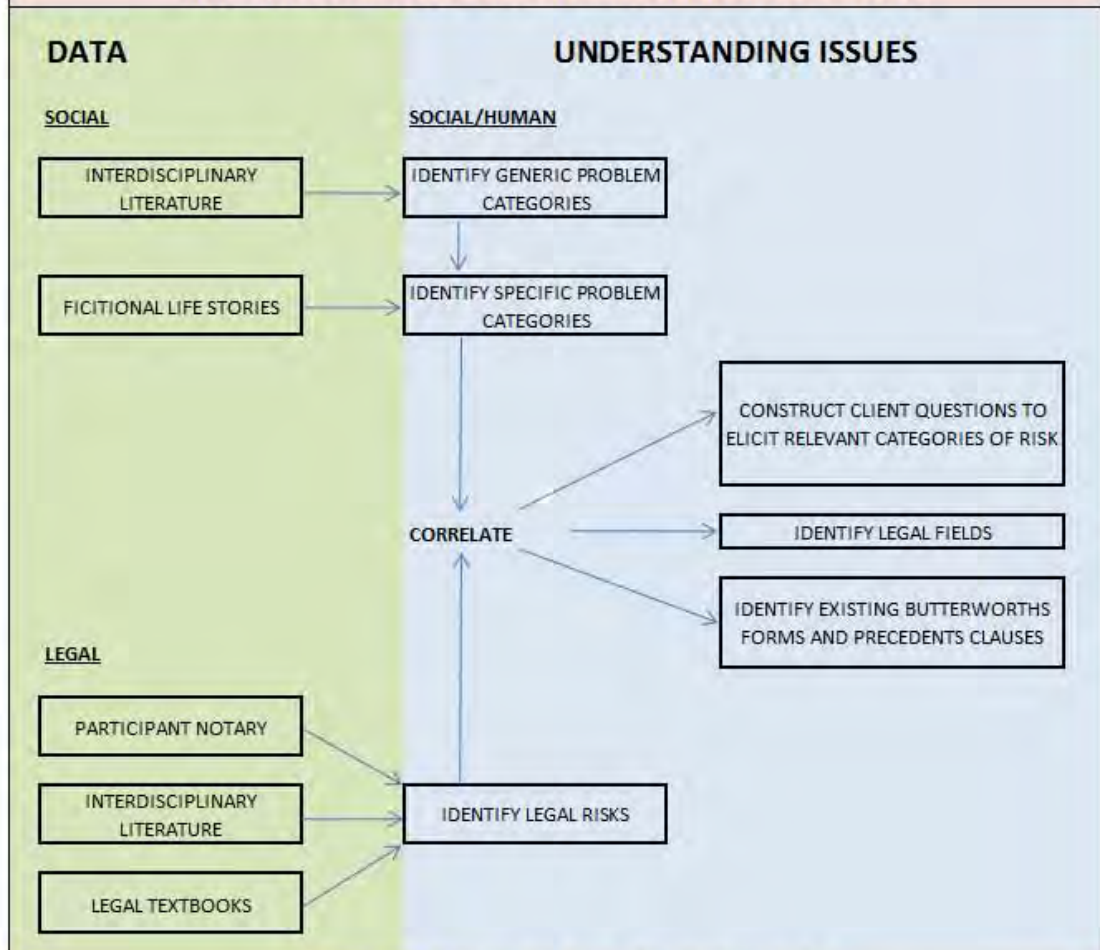 DATA
UNDERSTANDING ISSUES
SOCIAL
SOCIAL/HUMAN
INTERDISCIPLINARY
LITERATURE
IDENTIFY GENERIC PROBLEM
CATEGORIES
FICITIONAL LIFE STORIES
IDENTIFY SPECIFIC PROBLEM
CATEGORIES
CONSTRUCT CLIENT QUESTIONS TO
ELICIT RELEVANT CATEGORIES OF RISK
CORRELATE
IDENTIFY LEGAL FIELDS
IDENTIFY EXISTING BUTTERWORTHS
FORMS AND PRECEDENTS CLAUSES
LEGAL
PARTICIPANT NOTARY
INTERDISCIPLINARY
LITERATURE
IDENTIFY LEGAL RISKS
LEGAL TEXTBOOKS